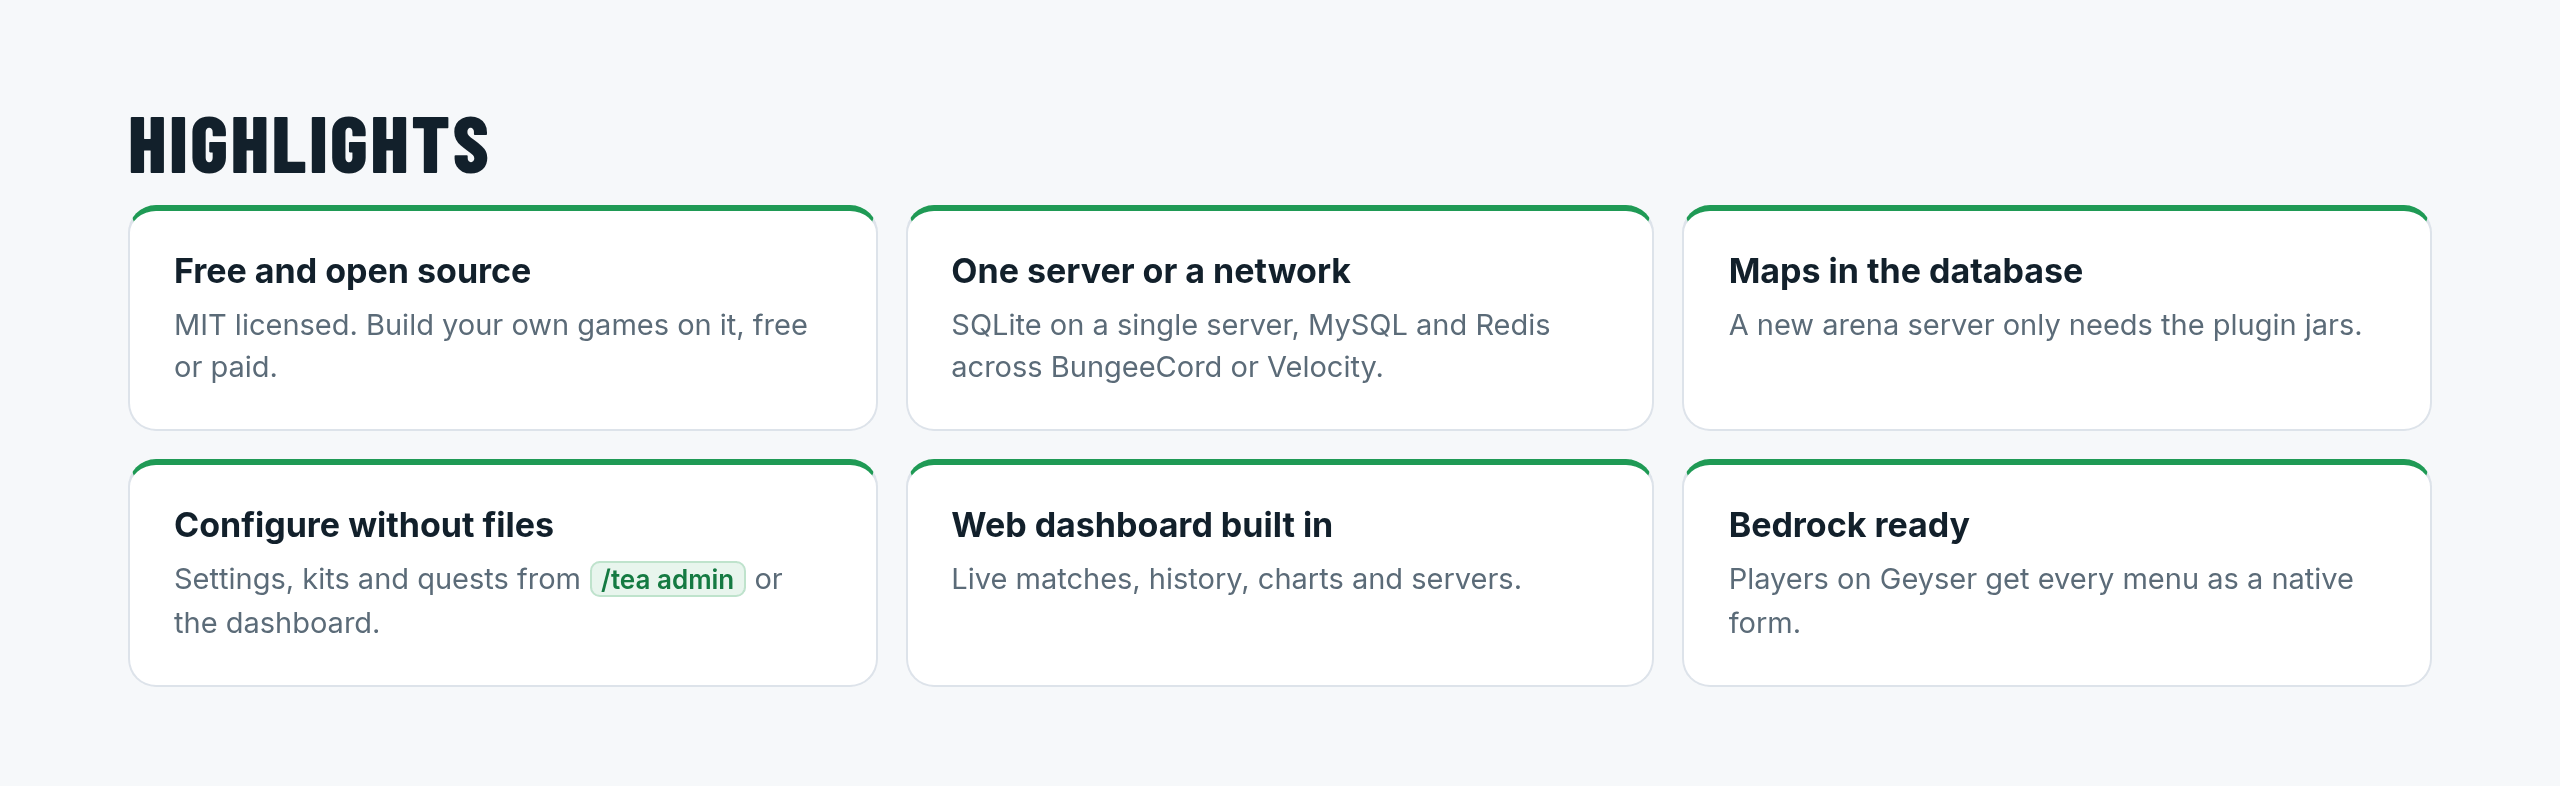 HIGHLIGHTS
Free and open source
MIT licensed. Build your own games on it, free
or paid.
One server or a network
SQLite on a single server, MySQL and Redis
across BungeeCord or Velocity.
Maps in the database
A new arena server only needs the plugin jars.
Configure without files
Settings, kits and quests from /tea admin or
the dashboard.
Web dashboard built in
Live matches, history, charts and servers.
Bedrock ready
Players on Geyser get every menu as a native
form.